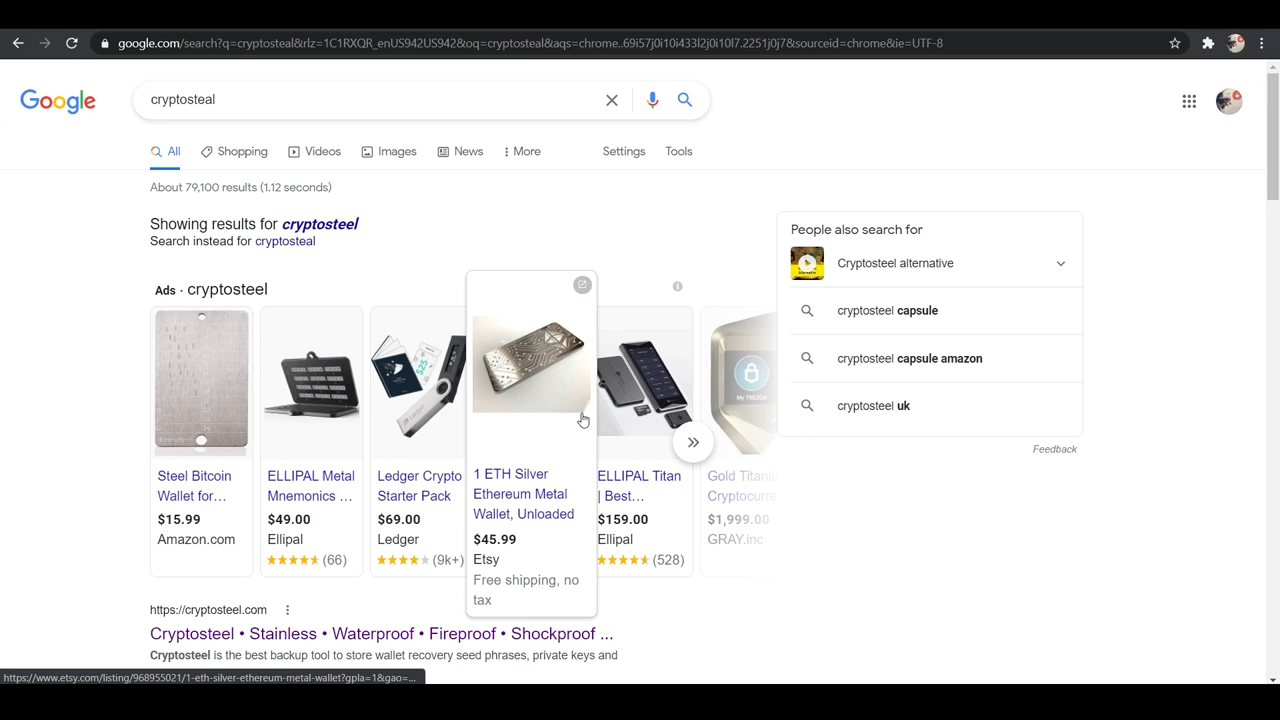 google.com/search?q=cryptosteal&rlz=1C1RXQR_enUS942US942&oq=cryptosteal&aqs=chrome..69i57j0i10i433l2j0i10l7.2251j0j7&sourceid=chrome&ie=UTF-8
Google
cryptosteal
All
Shopping
Videos
Images
News
More
Settings
Tools
About 79,100 results (1.12 seconds)
Showing results for cryptosteel
Search instead for cryptosteal
Ads · cryptosteel
Steel Bitcoin
Wallet for…
$15.99
Amazon.com
ELLIPAL Metal
Mnemonics …
$49.00
Ellipal
(66)
$25
Ledger
Ledger Crypto
Starter Pack
$69.00
Ledger
(9k+)
1 ETH Silver
Ethereum Metal
Wallet, Unloaded
$45.99
Etsy
Free shipping, no
tax
ELLIPAL Titan
| Best…
$159.00
Ellipal
(528)
My TREZOR
Gold Titaniu
Cryptocurre
$1,999.00
GRAY.inc
People also search for
Cryptosteel alternative
cryptosteel capsule
cryptosteel capsule amazon
cryptosteel uk
Feedback
https://cryptosteel.com
Cryptosteel • Stainless • Waterproof • Fireproof • Shockproof ...
Cryptosteel is the best backup tool to store wallet recovery seed phrases, private keys and
https://www.etsy.com/listing/968955021/1-eth-silver-ethereum-metal-wallet?gpla=1&gao=...